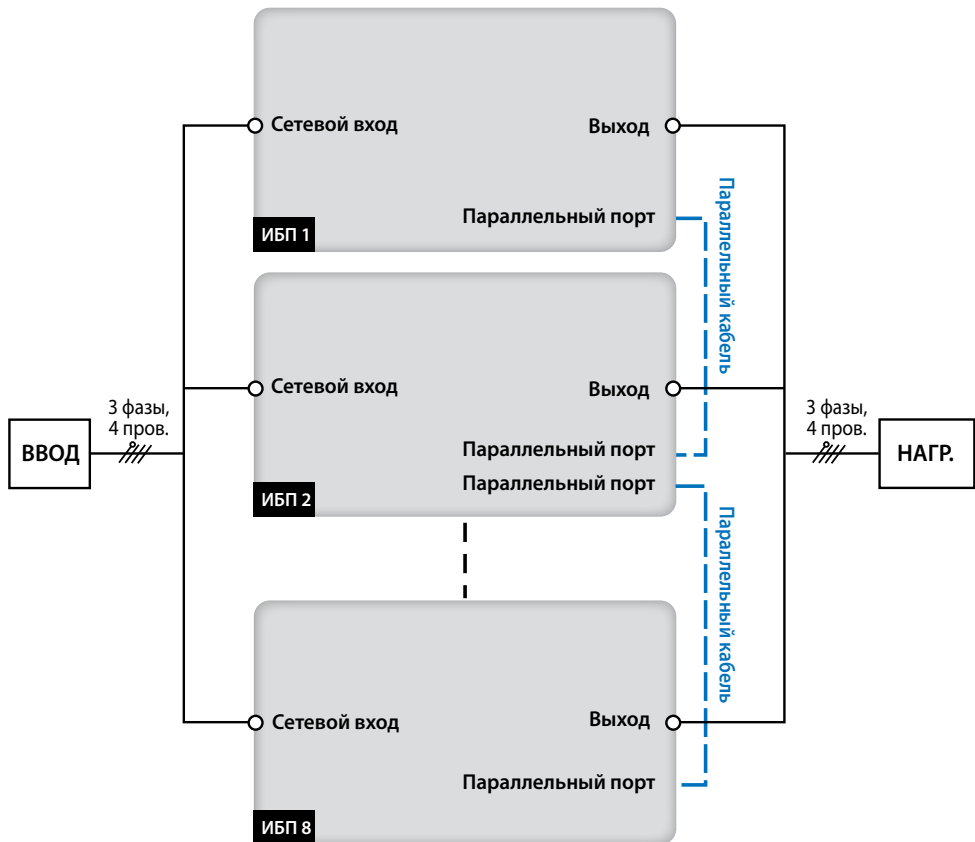 Сетевой вход
Выход
Параллельный порт
ИБП 1
Параллельный кабель
Сетевой вход
Выход
3 фазы,
4 пров.
ВВОД
Параллельный порт
Параллельный порт
ИБП 2
3 фазы,
4 пров.
НАГР.
Параллельный кабель
Сетевой вход
Выход
Параллельный порт
ИБП 8